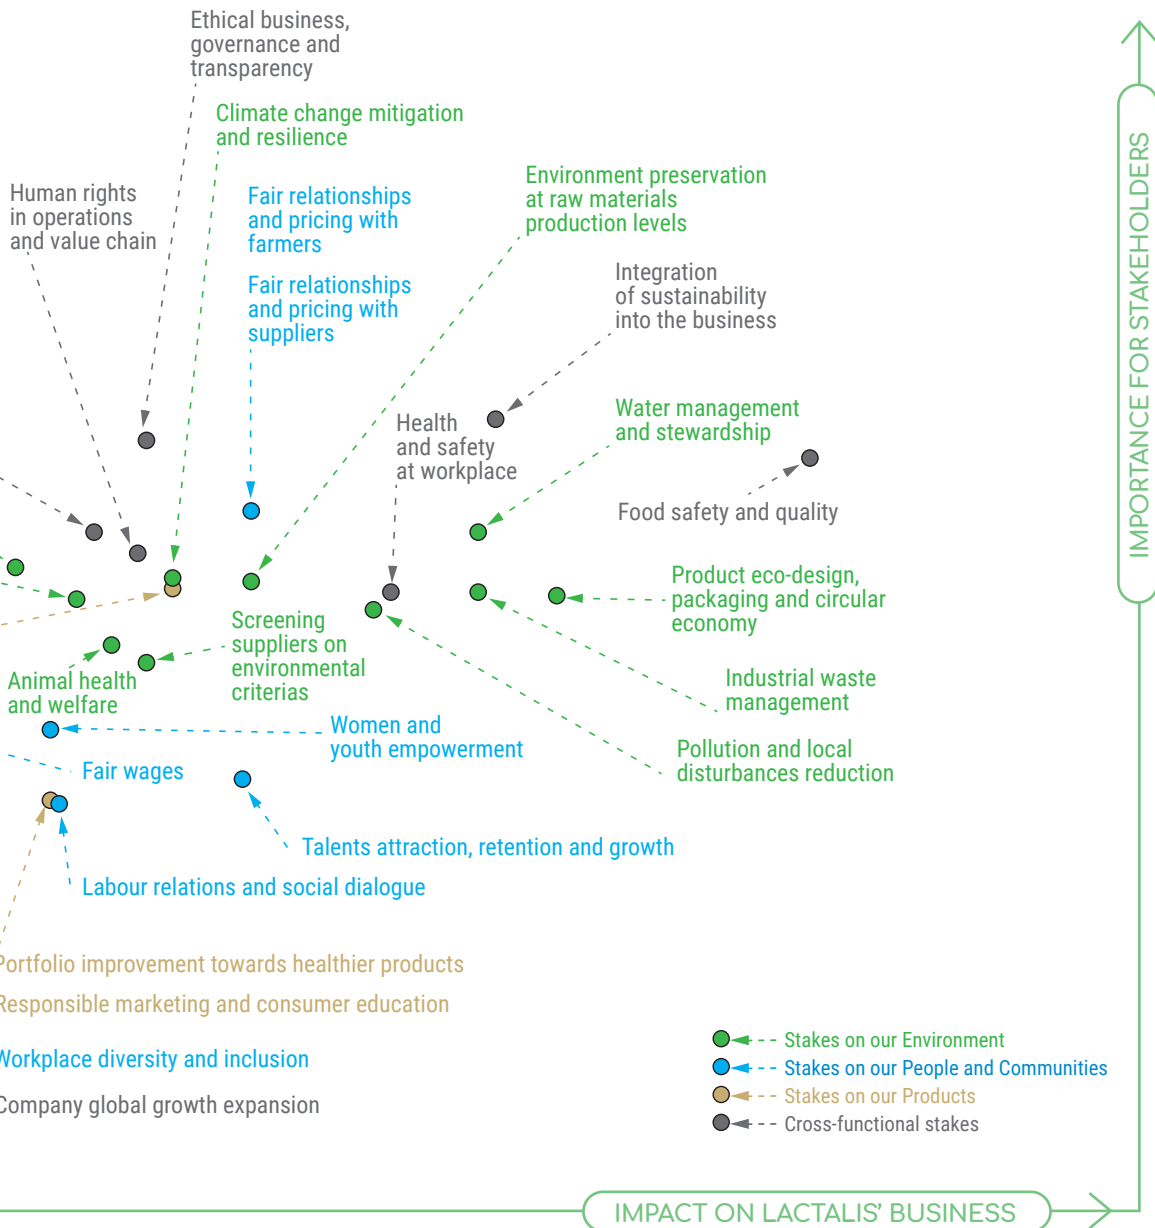 Ethical business,
governance and
transparency
Climate change mitigation
and resilience
Human rights
in operations
and value chain
Fair relationships
and pricing with
farmers
Environment preservation
at raw materials
production levels
Fair relationships
and pricing with
suppliers
Integration
of sustainability
into the business
Health
and safety
at workplace
Water management
and stewardship
Food safety and quality
Product eco-design,
packaging and circular
economy
Screening
suppliers on
environmental
criterias
Animal health
and welfare
Industrial waste
management
Women and
youth empowerment
Pollution and local
disturbances reduction
Fair wages
Talents attraction, retention and growth
Labour relations and social dialogue
Portfolio improvement towards healthier products
Responsible marketing and consumer education
Workplace diversity and inclusion
Company global growth expansion
Stakes on our Environment
Stakes on our People and Communities
Stakes on our Products
Cross-functional stakes
IMPORTANCE FOR STAKEHOLDERS
IMPACT ON LACTALIS' BUSINESS